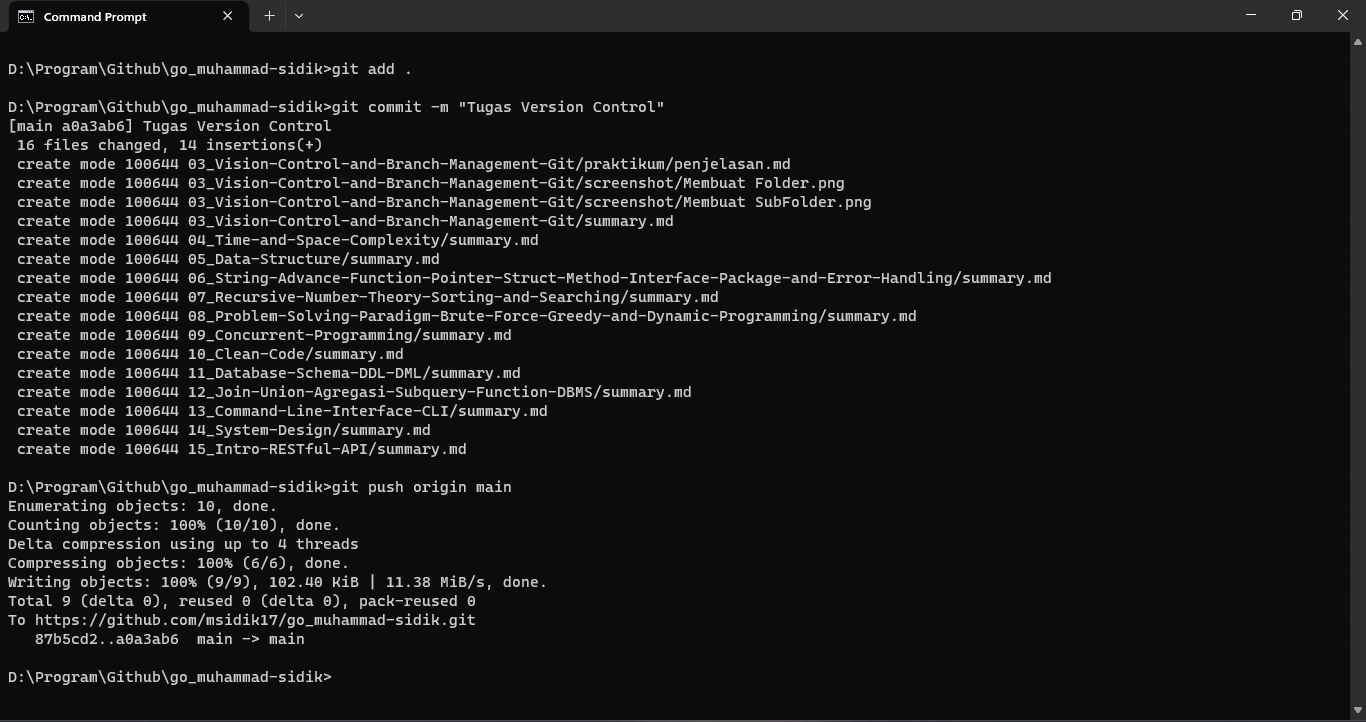 Command Prompt
D:\Program\Github\go_muhammad-sidik>git add .
D:\Program\Github\go_muhammad-sidik>git commit -m "Tugas Version Control"
[main a0a3ab6] Tugas Version Control
16 files changed, 14 insertions(+)
create mode 100644 03_Vision-Control-and-Branch-Management-Git/praktikum/penjelasan.md
create mode 100644 03_Vision-Control-and-Branch-Management-Git/screenshot/Membuat Folder.png
create mode 100644 03_Vision-Control-and-Branch-Management-Git/screenshot/Membuat SubFolder.png
create mode 100644 03_Vision-Control-and-Branch-Management-Git/summary.md
create mode 100644 04_Time-and-Space-Complexity/summary.md
create mode 100644 05_Data-Structure/summary.md
create mode 100644 06_String-Advance-Function-Pointer-Struct-Method-Interface-Package-and-Error-Handling/summary.md
create mode 100644 07_Recursive-Number-Theory-Sorting-and-Searching/summary.md
create mode 100644 08_Problem-Solving-Paradigm-Brute-Force-Greedy-and-Dynamic-Programming/summary.md
create mode 100644 09_Concurrent-Programming/summary.md
create mode 100644 10_Clean-Code/summary.md
create mode 100644 11_Database-Schema-DDL-DML/summary.md
create mode 100644 12_Join-Union-Agregasi-Subquery-Function-DBMS/summary.md
create mode 100644 13_Command-Line-Interface-CLI/summary.md
create mode 100644 14_System-Design/summary.md
create mode 100644 15_Intro-RESTful-API/summary.md
D:\Program\Github\go_muhammad-sidik>git push origin main
Enumerating objects: 10, done.
Counting objects: 100% (10/10), done.
Delta compression using up to 4 threads
Compressing objects: 100% (6/6), done.
Writing objects: 100% (9/9), 102.40 KiB | 11.38 MiB/s, done.
Total 9 (delta 0), reused 0 (delta 0), pack-reused 0
To https://github.com/msidik17/go_muhammad-sidik.git
87b5cd2..a0a3ab6  main -> main
D:\Program\Github\go_muhammad-sidik>